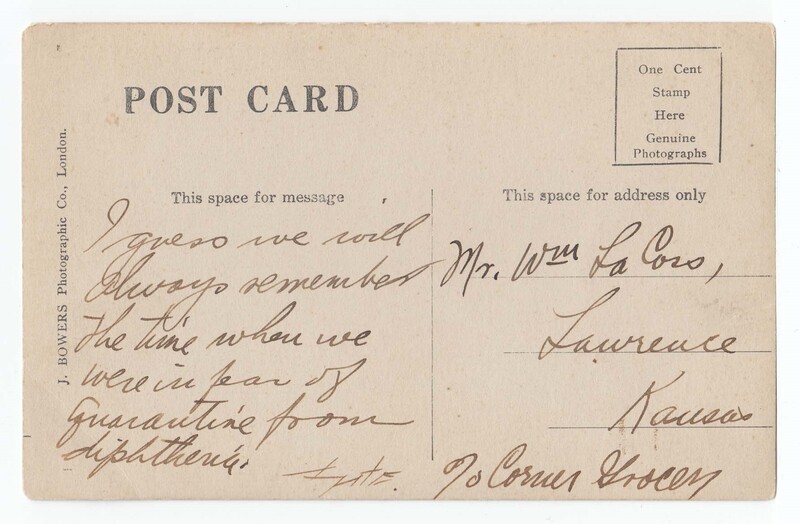 POST CARD
One Cent
Stamp
Here
Genuine
Photographs
J. BOWERS Photographic Co., London.
This space for message
I guess we will
always remember
the time when we
were in fear of
quarantine from
diphtheria.
This space for address only
Mr. Wm La Coss,
Lawrence
Kansas
℅ Corner Grocery